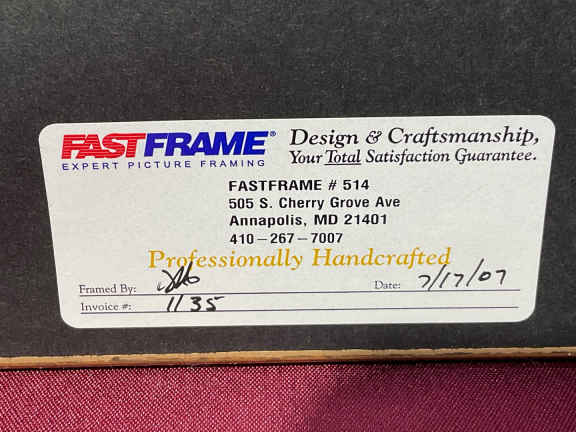 FASTFRAME®
EXPERT PICTURE FRAMING
Design & Craftsmanship,
Your Total Satisfaction Guarantee.
FASTFRAME # 514
505 S. Cherry Grove Ave
Annapolis, MD 21401
410-267-7007
Professionally Handcrafted
Framed By:
Date: 7/17/07
Invoice #: 1135